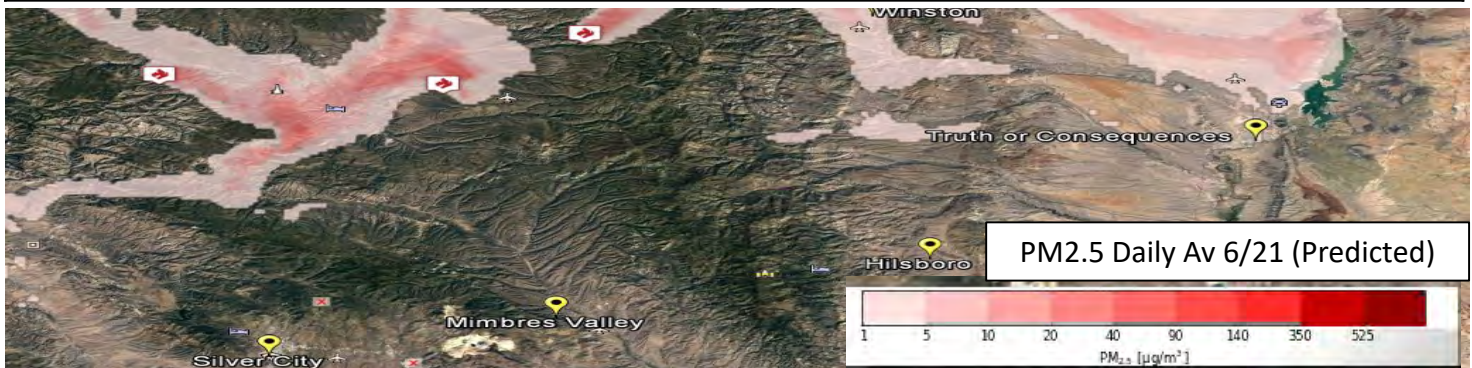 Winston
Truth or Consequences
Hilsboro
PM2.5 Daily Av 6/21 (Predicted)
Mimbres Valley
Silver City
1 5 10 20 40 90 140 350 525
PM₂.₅ [µg/m³]